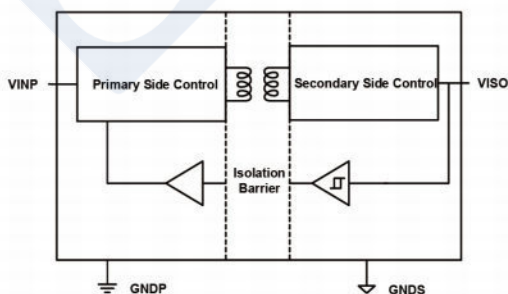 VINP
Primary Side Control
Secondary Side Control
VISO
Isolation
Barrier
GNDP
GNDS